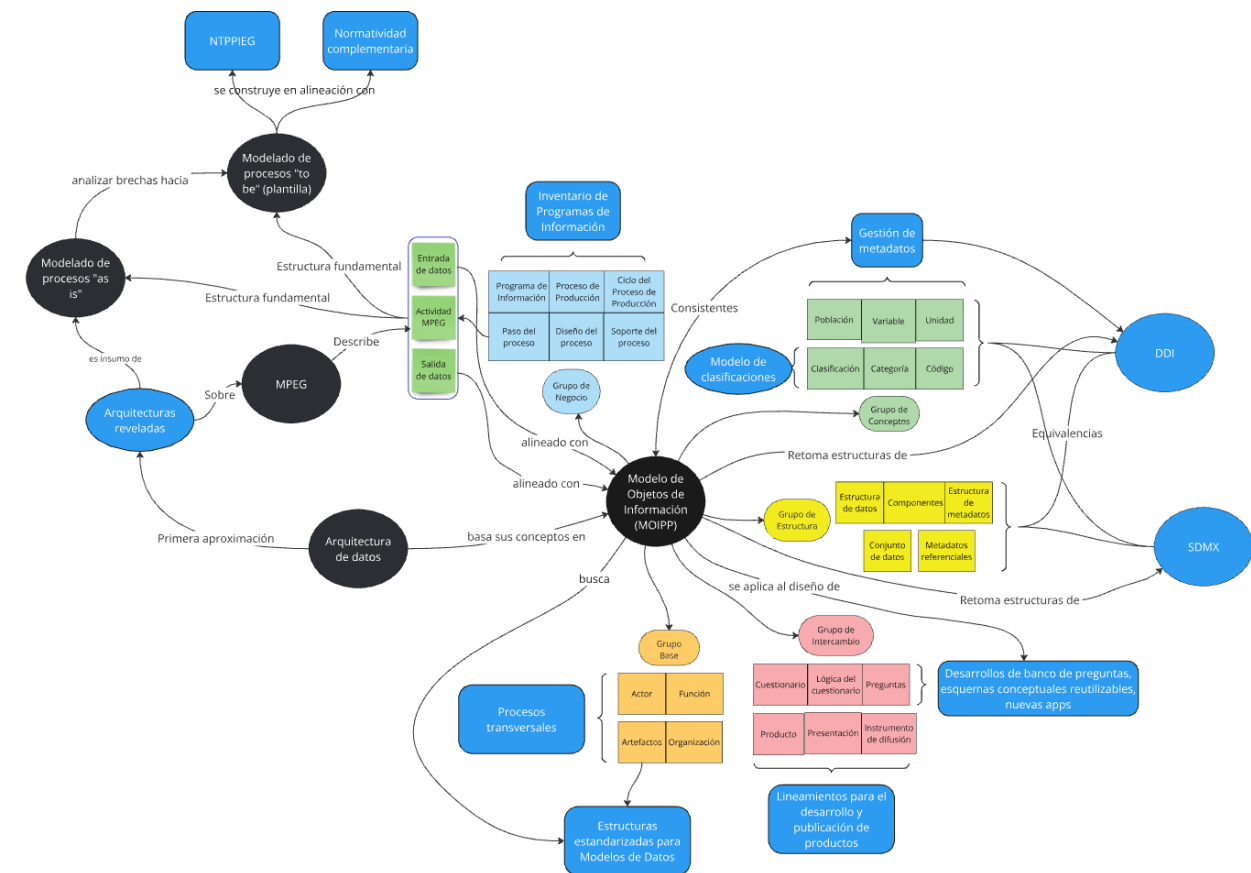 NTPPIEG
Normatividad
complementaria
se construye en alineación con
Modelado de
procesos "to
be" (plantilla)
analizar brechas hacia
Modelado de
procesos "as
is"
Estructura fundamental
Estructura fundamental
es insumo de
Sobre
Describe
MPEG
Arquitecturas
reveladas
Primera aproximación
Arquitectura
de datos
Entrada
de datos
Actividad
MPEG
Salida
de datos
Inventario de
Programas de
Información
Programa de
Información
Proceso de
Producción
Ciclo del
Proceso de
Producción
Paso del
proceso
Diseño del
proceso
Soporte del
proceso
Grupo de
Negocio
alineado con
alineado con
basa sus conceptos en
busca
Modelo de
Objetos de
Información
(MOIPP)
Consistentes
Gestión de
metadatos
Población
Variable
Unidad
Modelo de
clasificaciones
Clasificación
Categoría
Código
Grupo de
Conceptos
DDI
Equivalencias
Retoma estructuras de
Grupo de
Estructura
Estructura
de datos
Componentes
Estructura
de
metadatos
Conjunto
de datos
Metadatos
referenciales
SDMX
Retoma estructuras de
se aplica al diseño de
Grupo
Base
Actor
Función
Artefactos
Organización
Procesos
transversales
Estructuras
estandarizadas para
Modelos de Datos
Grupo de
Intercambio
Cuestionario
Lógica del
cuestionario
Preguntas
Producto
Presentación
Instrumento
de difusión
Desarrollos de banco de preguntas,
esquemas conceptuales reutilizables,
nuevas apps
Lineamientos para el
desarrollo y
publicación de
productos